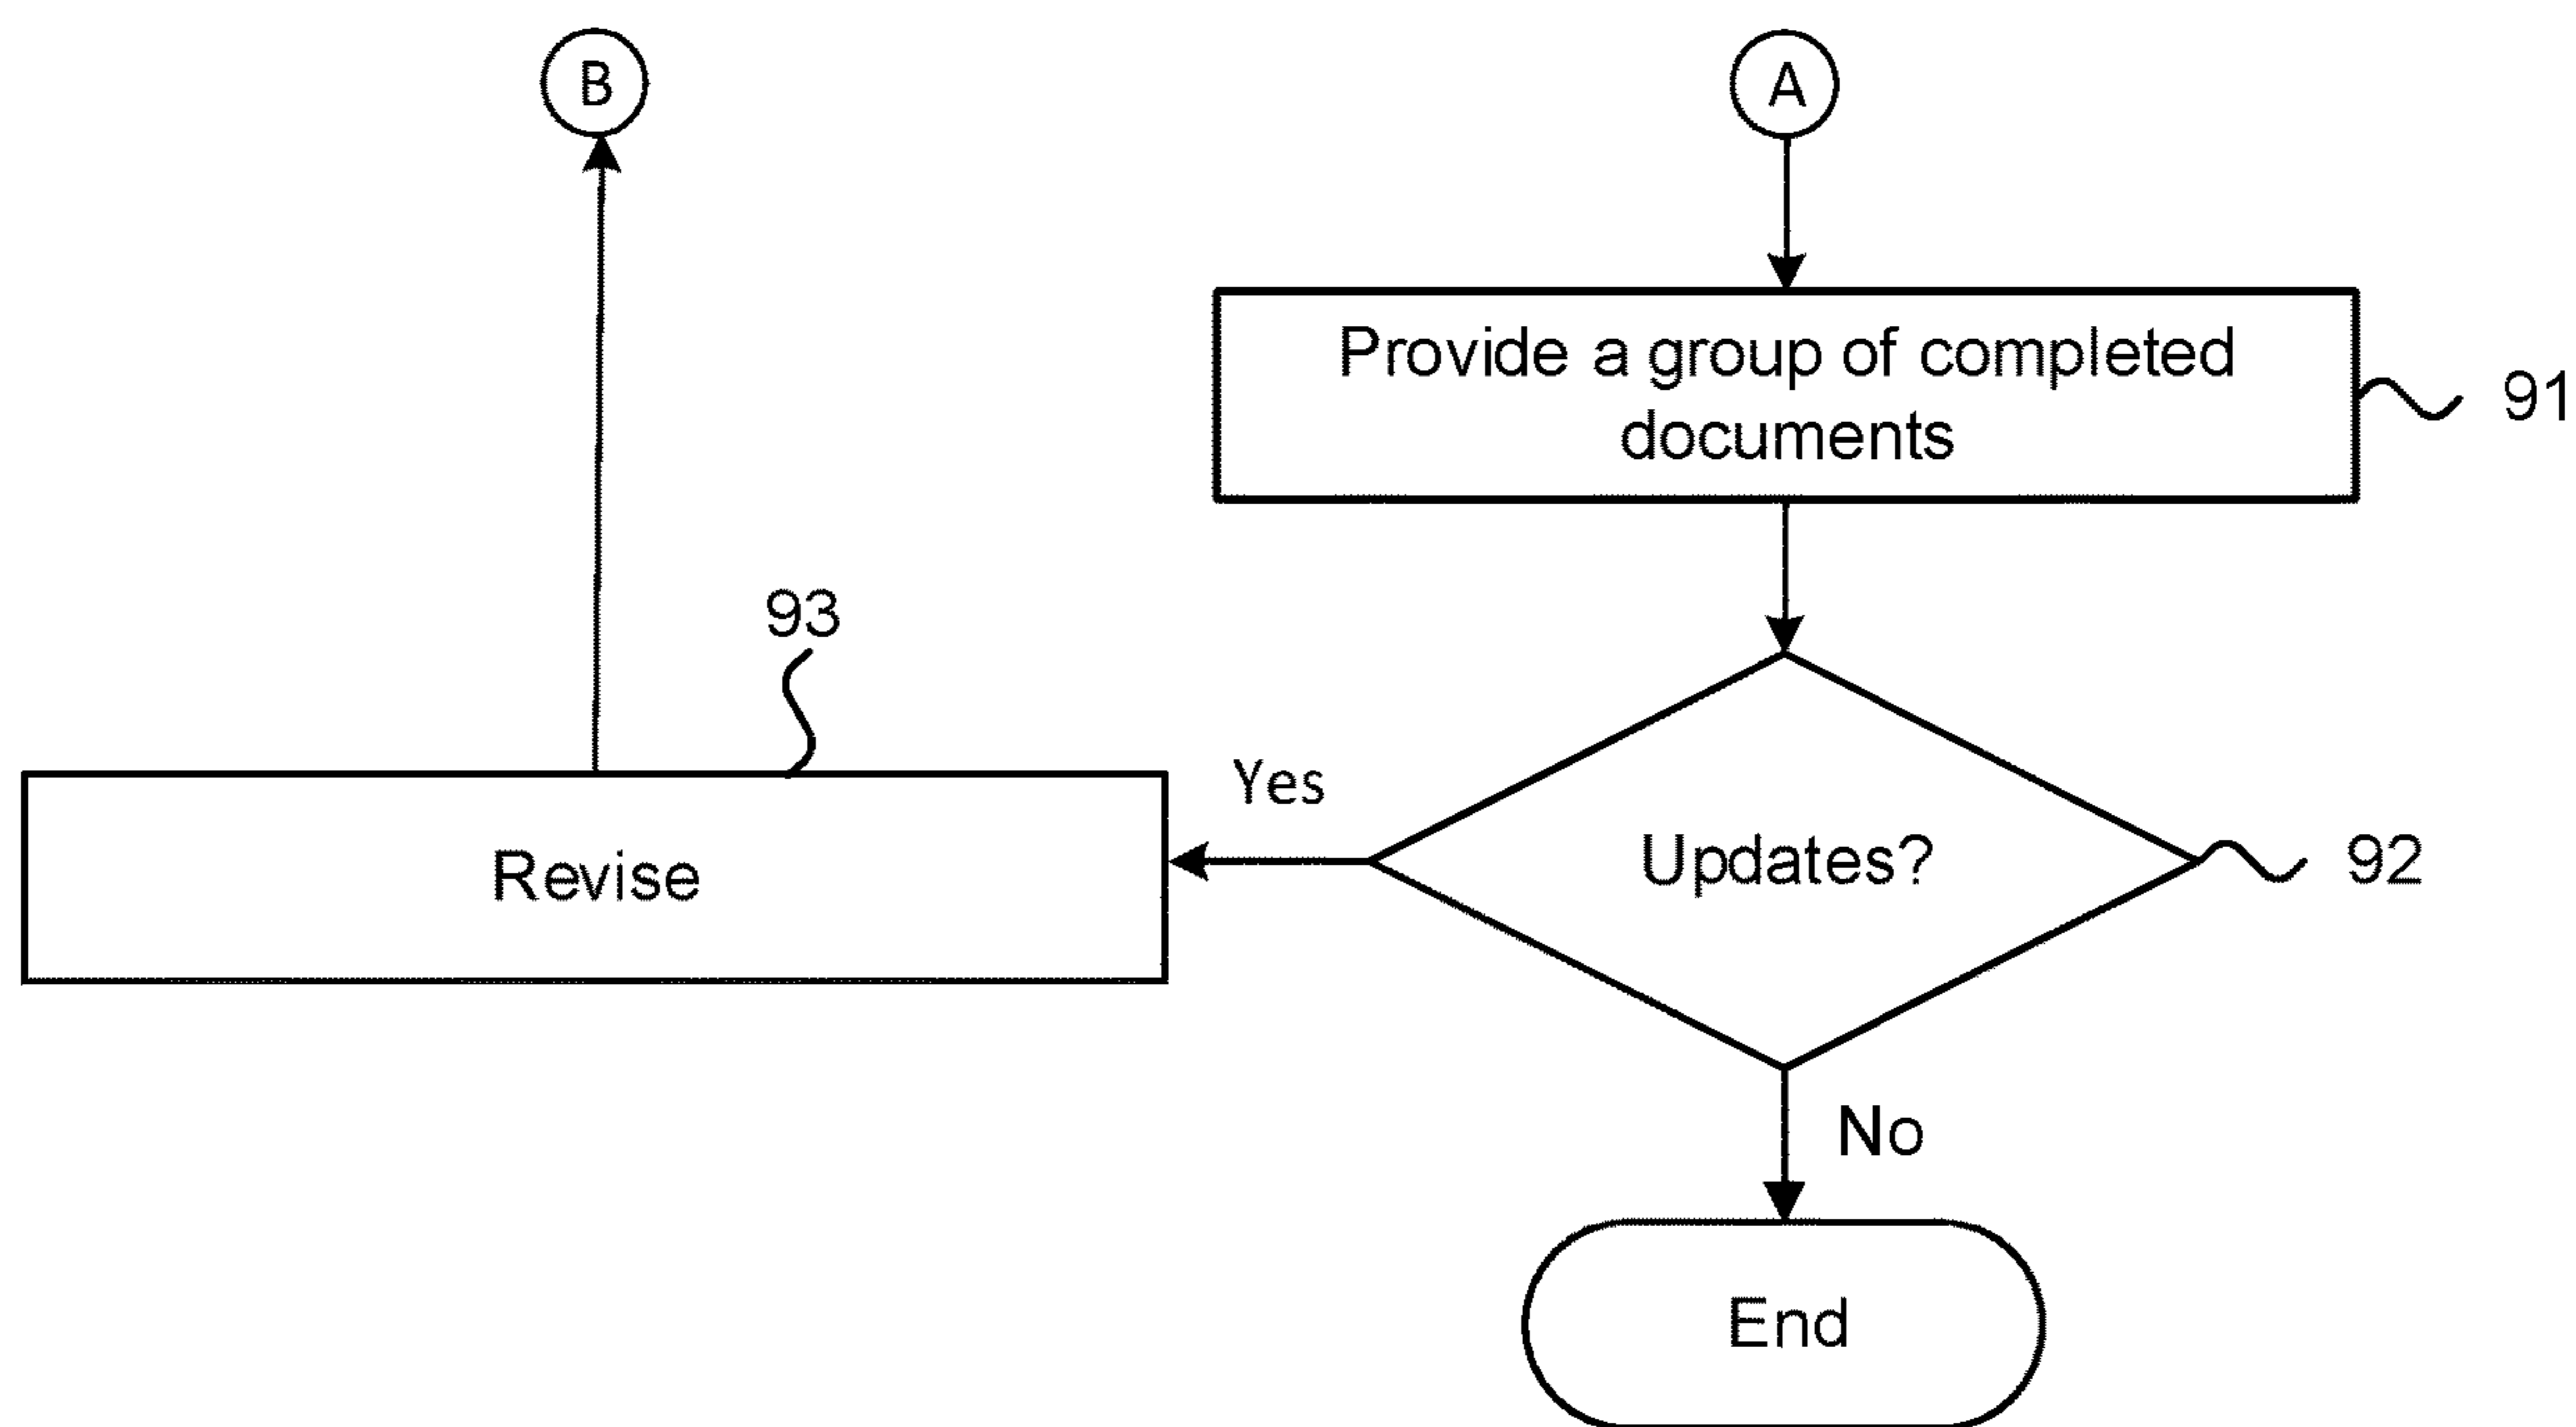 B
A
Provide a group of completed
documents
91
93
Yes
Revise
Updates?
92
No
End